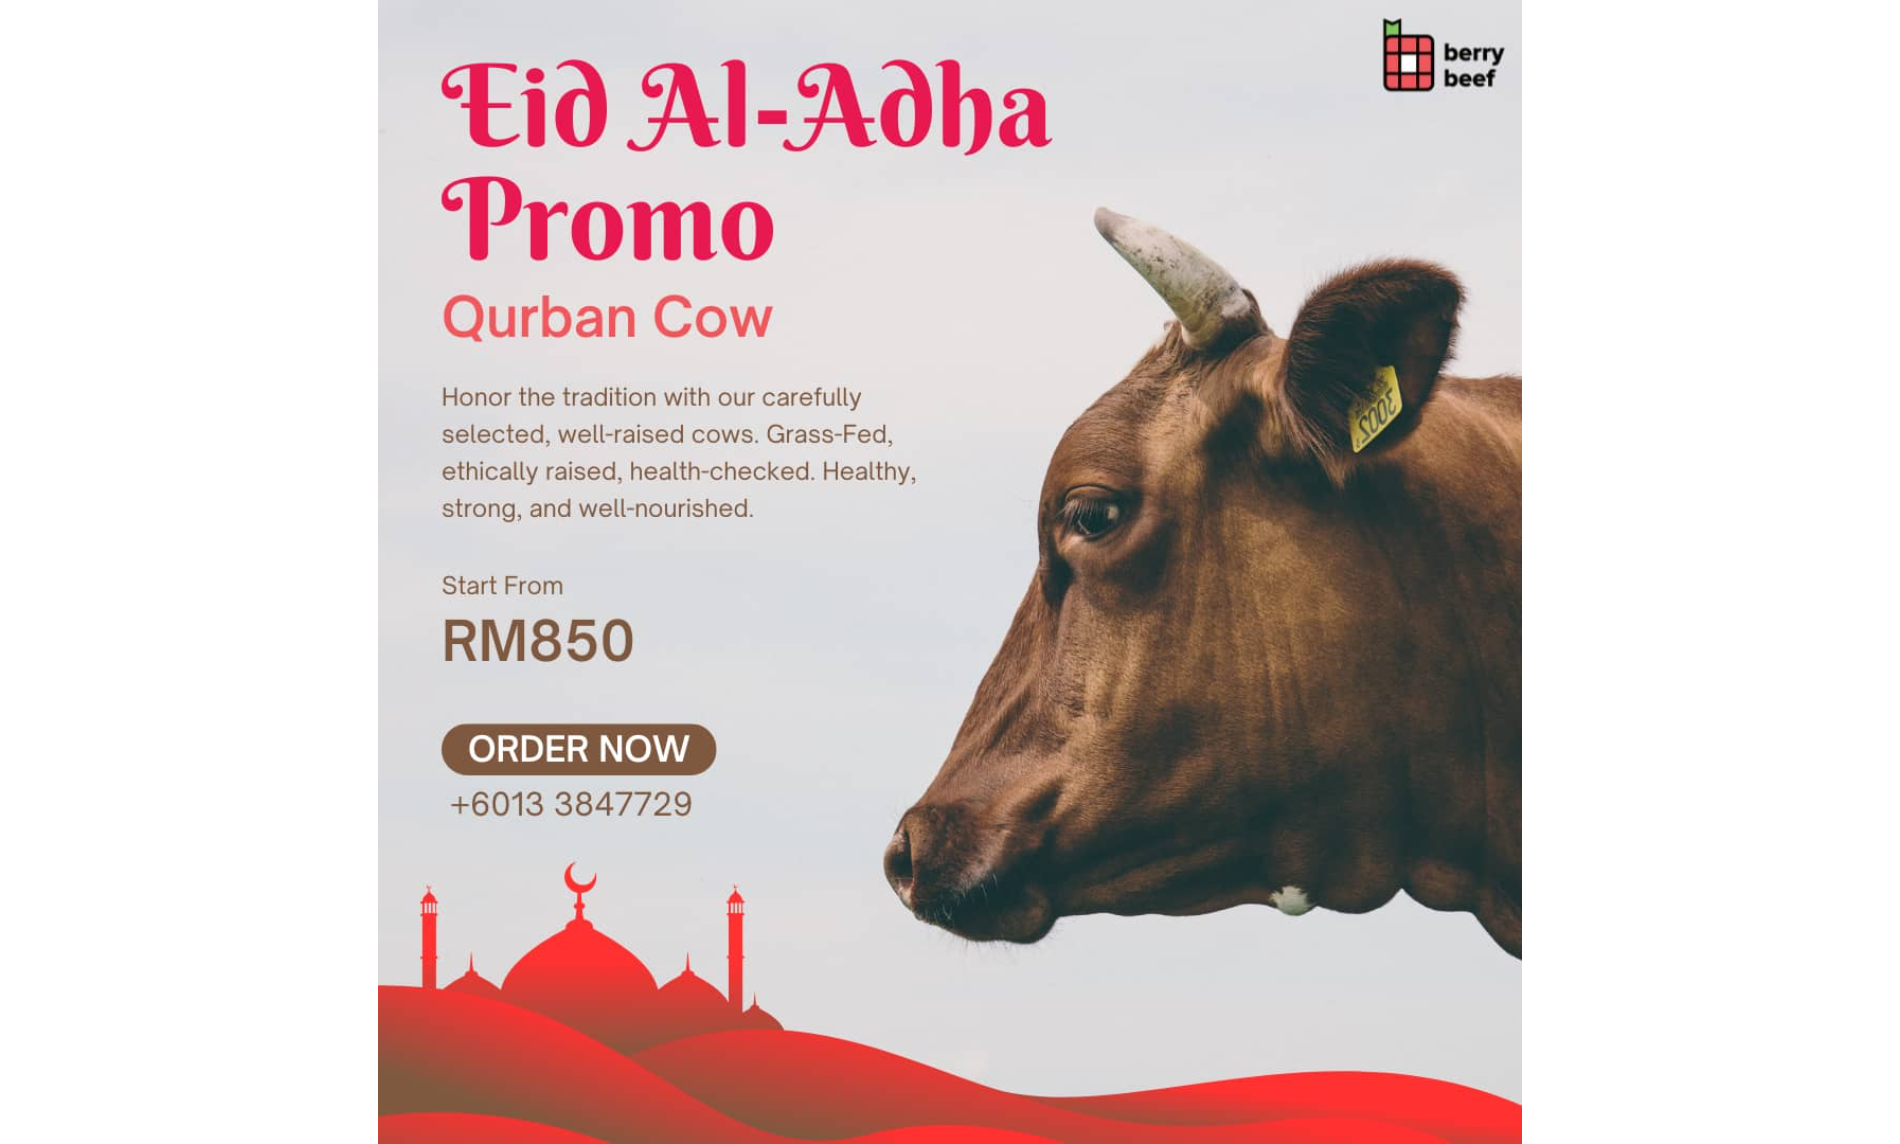 Eid Al-Adha
Promo
Qurban Cow
Honor the tradition with our carefully
selected, well-raised cows. Grass-Fed,
ethically raised, health-checked. Healthy,
strong, and well-nourished.
Start From
RM850
ORDER NOW
+6013 3847729
berry
beef